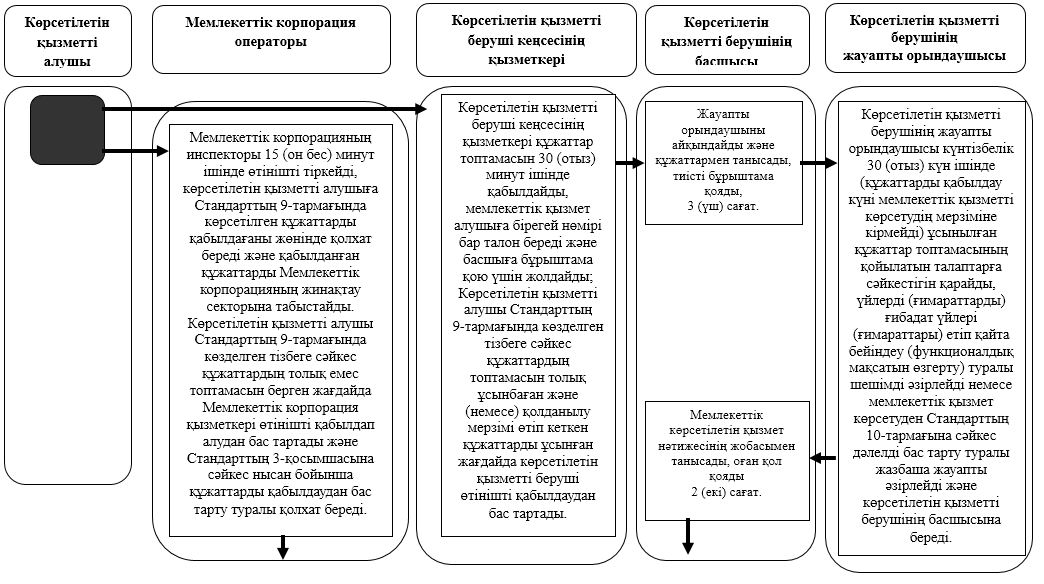 Көрсетілетін
қызметті
алушы
Мемлекеттік корпорация
операторы
Көрсетілетін қызметті
беруші кеңсесінің
қызметкері
Көрсетілетін
қызметті берушінің
басшысы
Көрсетілетін қызметті
берушінің
жауапты орындаушысы
Мемлекеттік корпорацияның
инспекторы 15 (он бес) минут
ішінде өтінішті тіркейді,
көрсетілетін қызметті алушыға
Стандарттың 9-тармағында
көрсетілген құжаттарды
қабылдағаны жөнінде қолхат
береді және қабылданған
құжаттарды Мемлекеттік
корпорацияның жинақтау
секторына табыстайды.
Көрсетілетін қызметті алушы
Стандарттың 9-тармағында
көзделген тізбеге сәйкес
құжаттардың толық емес
топтамасын берген жағдайда
Мемлекеттік корпорация
қызметкері өтінішті қабылдап
алудан бас тартады және
Стандарттың 3-қосымшасына
сәйкес нысан бойынша
құжаттарды қабылдаудан бас
тарту туралы қолхат береді.
Көрсетілетін қызметті
беруші кеңсесінің
қызметкері құжаттар
топтамасын 30 (отыз)
минут ішінде
қабылдайды,
мемлекеттік қызмет
алушыға бірегей нөмірі
бар талон береді және
басшыға бұрыштама
қою үшін жолдайды;
Көрсетілетін қызметті
алушы Стандарттың
9-тармағында көзделген
тізбеге сәйкес
құжаттардың
топтамасын толық
ұсынбаған және
(немесе) қолданылу
мерзімі өтіп кеткен
құжаттарды ұсынған
жағдайда көрсетілетін
қызметті беруші
өтінішті қабылдаудан
бас тартады.
Жауапты
орындаушыны
айқындайды және
құжаттармен танысады,
тиісті бұрыштама
қояды,
3 (үш) сағат.
Мемлекеттік
көрсетілетін қызмет
нәтижесінің жобасымен
танысады, оған қол
қояды
2 (екі) сағат.
Көрсетілетін қызметті
берушінің жауапты
орындаушысы күнтізбелік
30 (отыз) күн ішінде
(құжаттарды қабылдау
күні мемлекеттік қызметті
көрсетудің мерзіміне
кірмейді) ұсынылған
құжаттар топтамасының
қойылатын талаптарға
сәйкестігін қарайды,
үйлерді (ғимараттарды)
ғибадат үйлері
(ғимараттары) етіп қайта
бейіндеу (функционалдық
мақсатын өзгерту) туралы
шешімді әзірлейді немесе
мемлекеттік қызмет
көрсетуден Стандарттың
10-тармағына сәйкес
дәлелді бас тарту туралы
жазбаша жауапты
әзірлейді және
көрсетілетін қызметті
берушінің басшысына
береді.